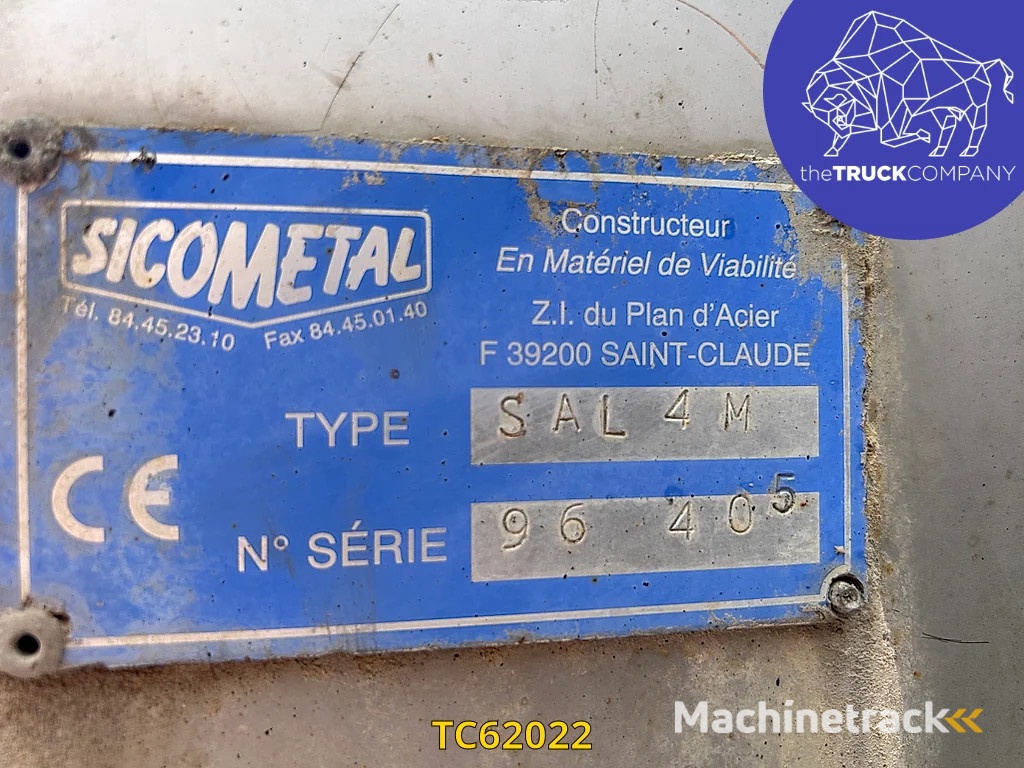 theTRUCKCOMPANY
SICOMETAL
Tél. 84.45.23.10 Fax 84.45.01.40
Constructeur
En Matériel de Viabilité
Z.I. du Plan d'Acier
F 39200 SAINT-CLAUDE
TYPE SAL 4 M
CE
N° SÉRIE 96 405
TC62022
Machinetrack